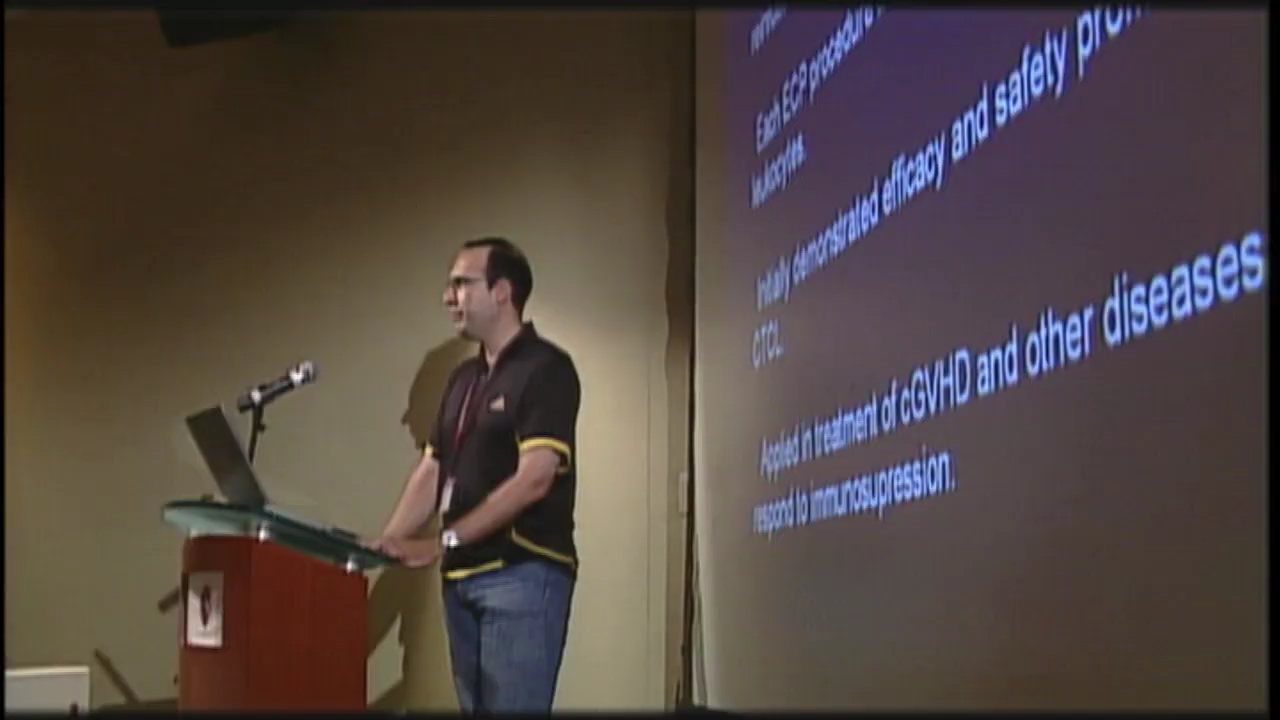 Each ECP procedure
leukocytes.
Initially demonstrated efficacy and safety
CTCL.
Applied in treatment of cGVHD and other diseases
respond to immunosupression.